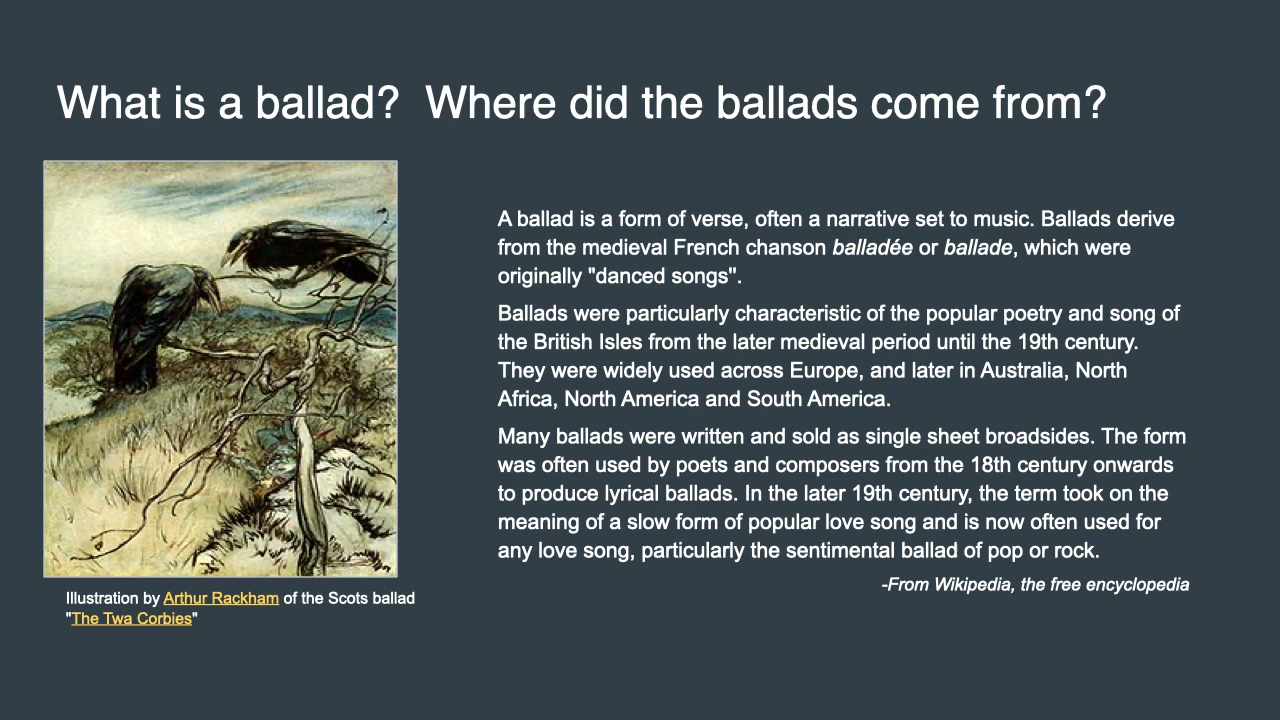 What is a ballad?  Where did the ballads come from?
A ballad is a form of verse, often a narrative set to music. Ballads derive
from the medieval French chanson balladée or ballade, which were
originally "danced songs".
Ballads were particularly characteristic of the popular poetry and song of
the British Isles from the later medieval period until the 19th century.
They were widely used across Europe, and later in Australia, North
Africa, North America and South America.
Many ballads were written and sold as single sheet broadsides. The form
was often used by poets and composers from the 18th century onwards
to produce lyrical ballads. In the later 19th century, the term took on the
meaning of a slow form of popular love song and is now often used for
any love song, particularly the sentimental ballad of pop or rock.
-From Wikipedia, the free encyclopedia
Illustration by Arthur Rackham of the Scots ballad
"The Twa Corbies"